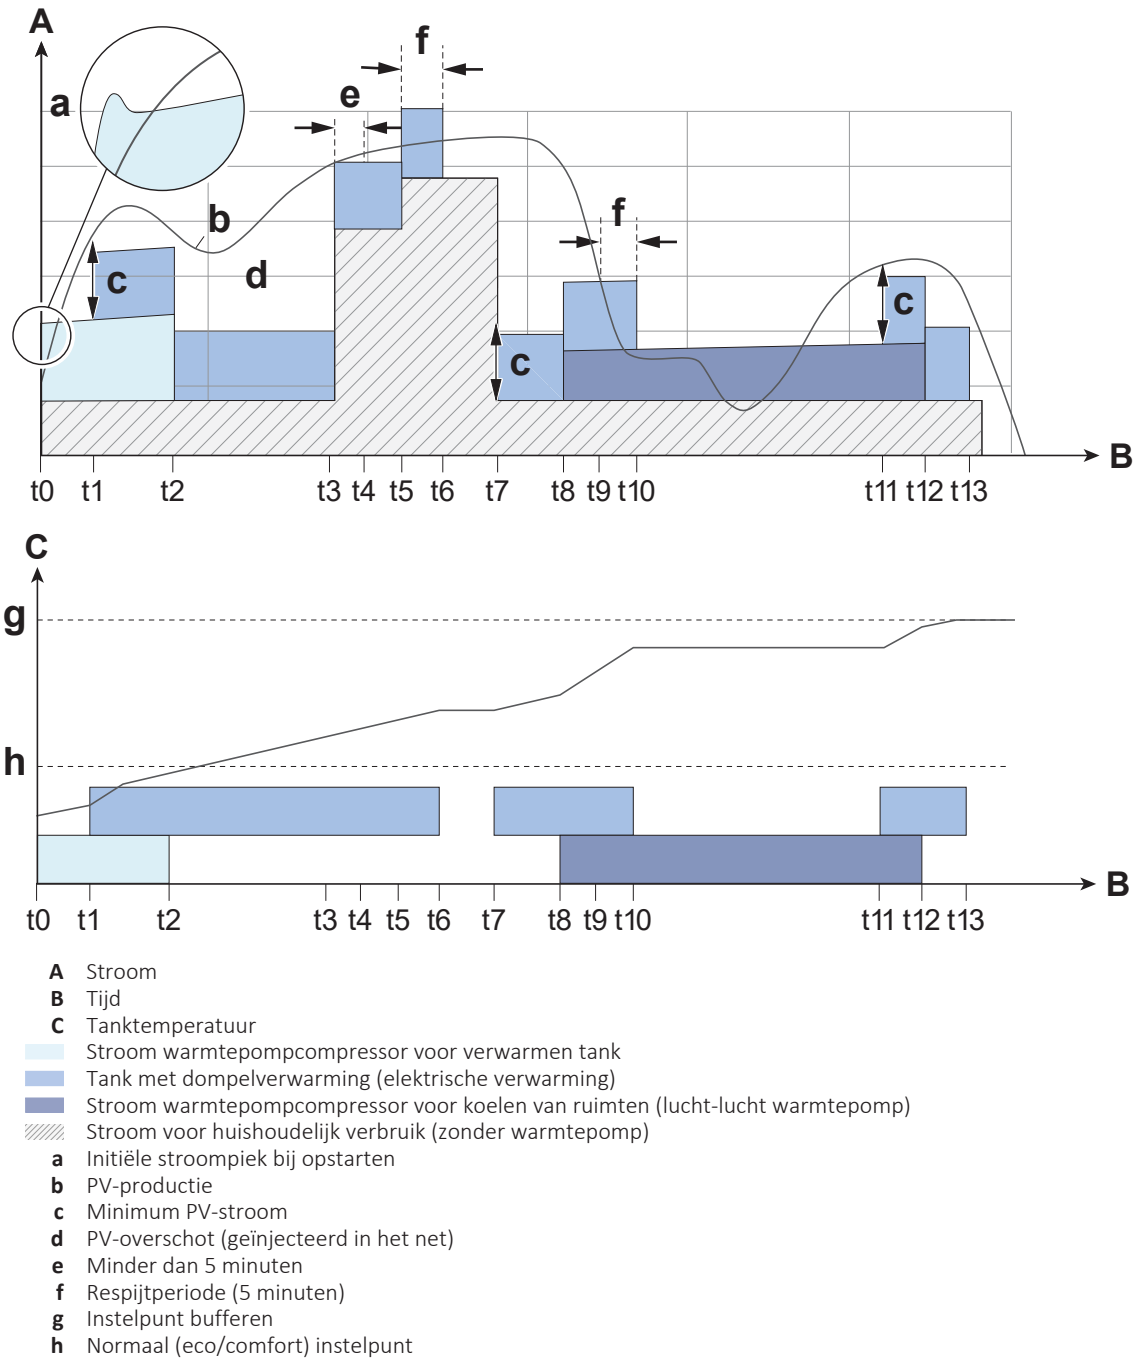 A
f
a
e
b
d
c
f
c
c
B
t0 t1 t2 t3 t4 t5 t6 t7 t8 t9 t10 t11 t12 t13
C
g
h
B
t0 t1 t2 t3 t4 t5 t6 t7 t8 t9 t10 t11 t12 t13
A Stroom
B Tijd
C Tanktemperatuur
Stroom warmtepompcompressor voor verwarmen tank
Tank met dompelverwarming (elektrische verwarming)
Stroom warmtepompcompressor voor koelen van ruimten (lucht-lucht warmtepomp)
Stroom voor huishoudelijk verbruik (zonder warmtepomp)
a Initiële stroompiek bij opstarten
b PV-productie
c Minimum PV-stroom
d PV-overschot (geïnjecteerd in het net)
e Minder dan 5 minuten
f Respijtperiode (5 minuten)
g Instelpunt bufferen
h Normaal (eco/comfort) instelpunt